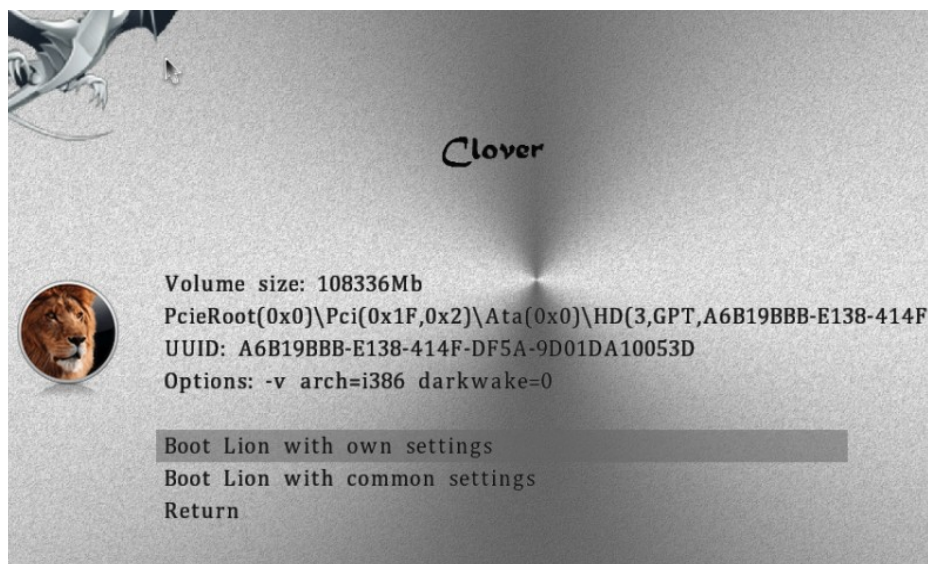 Clover
Volume size: 108336Mb
PcieRoot(0x0)\Pci(0x1F,0x2)\Ata(0x0)\HD(3,GPT,A6B19BBB-E138-414F
UUID: A6B19BBB-E138-414F-DF5A-9D01DA10053D
Options: -v arch=i386 darkwake=0
Boot Lion with own settings
Boot Lion with common settings
Return